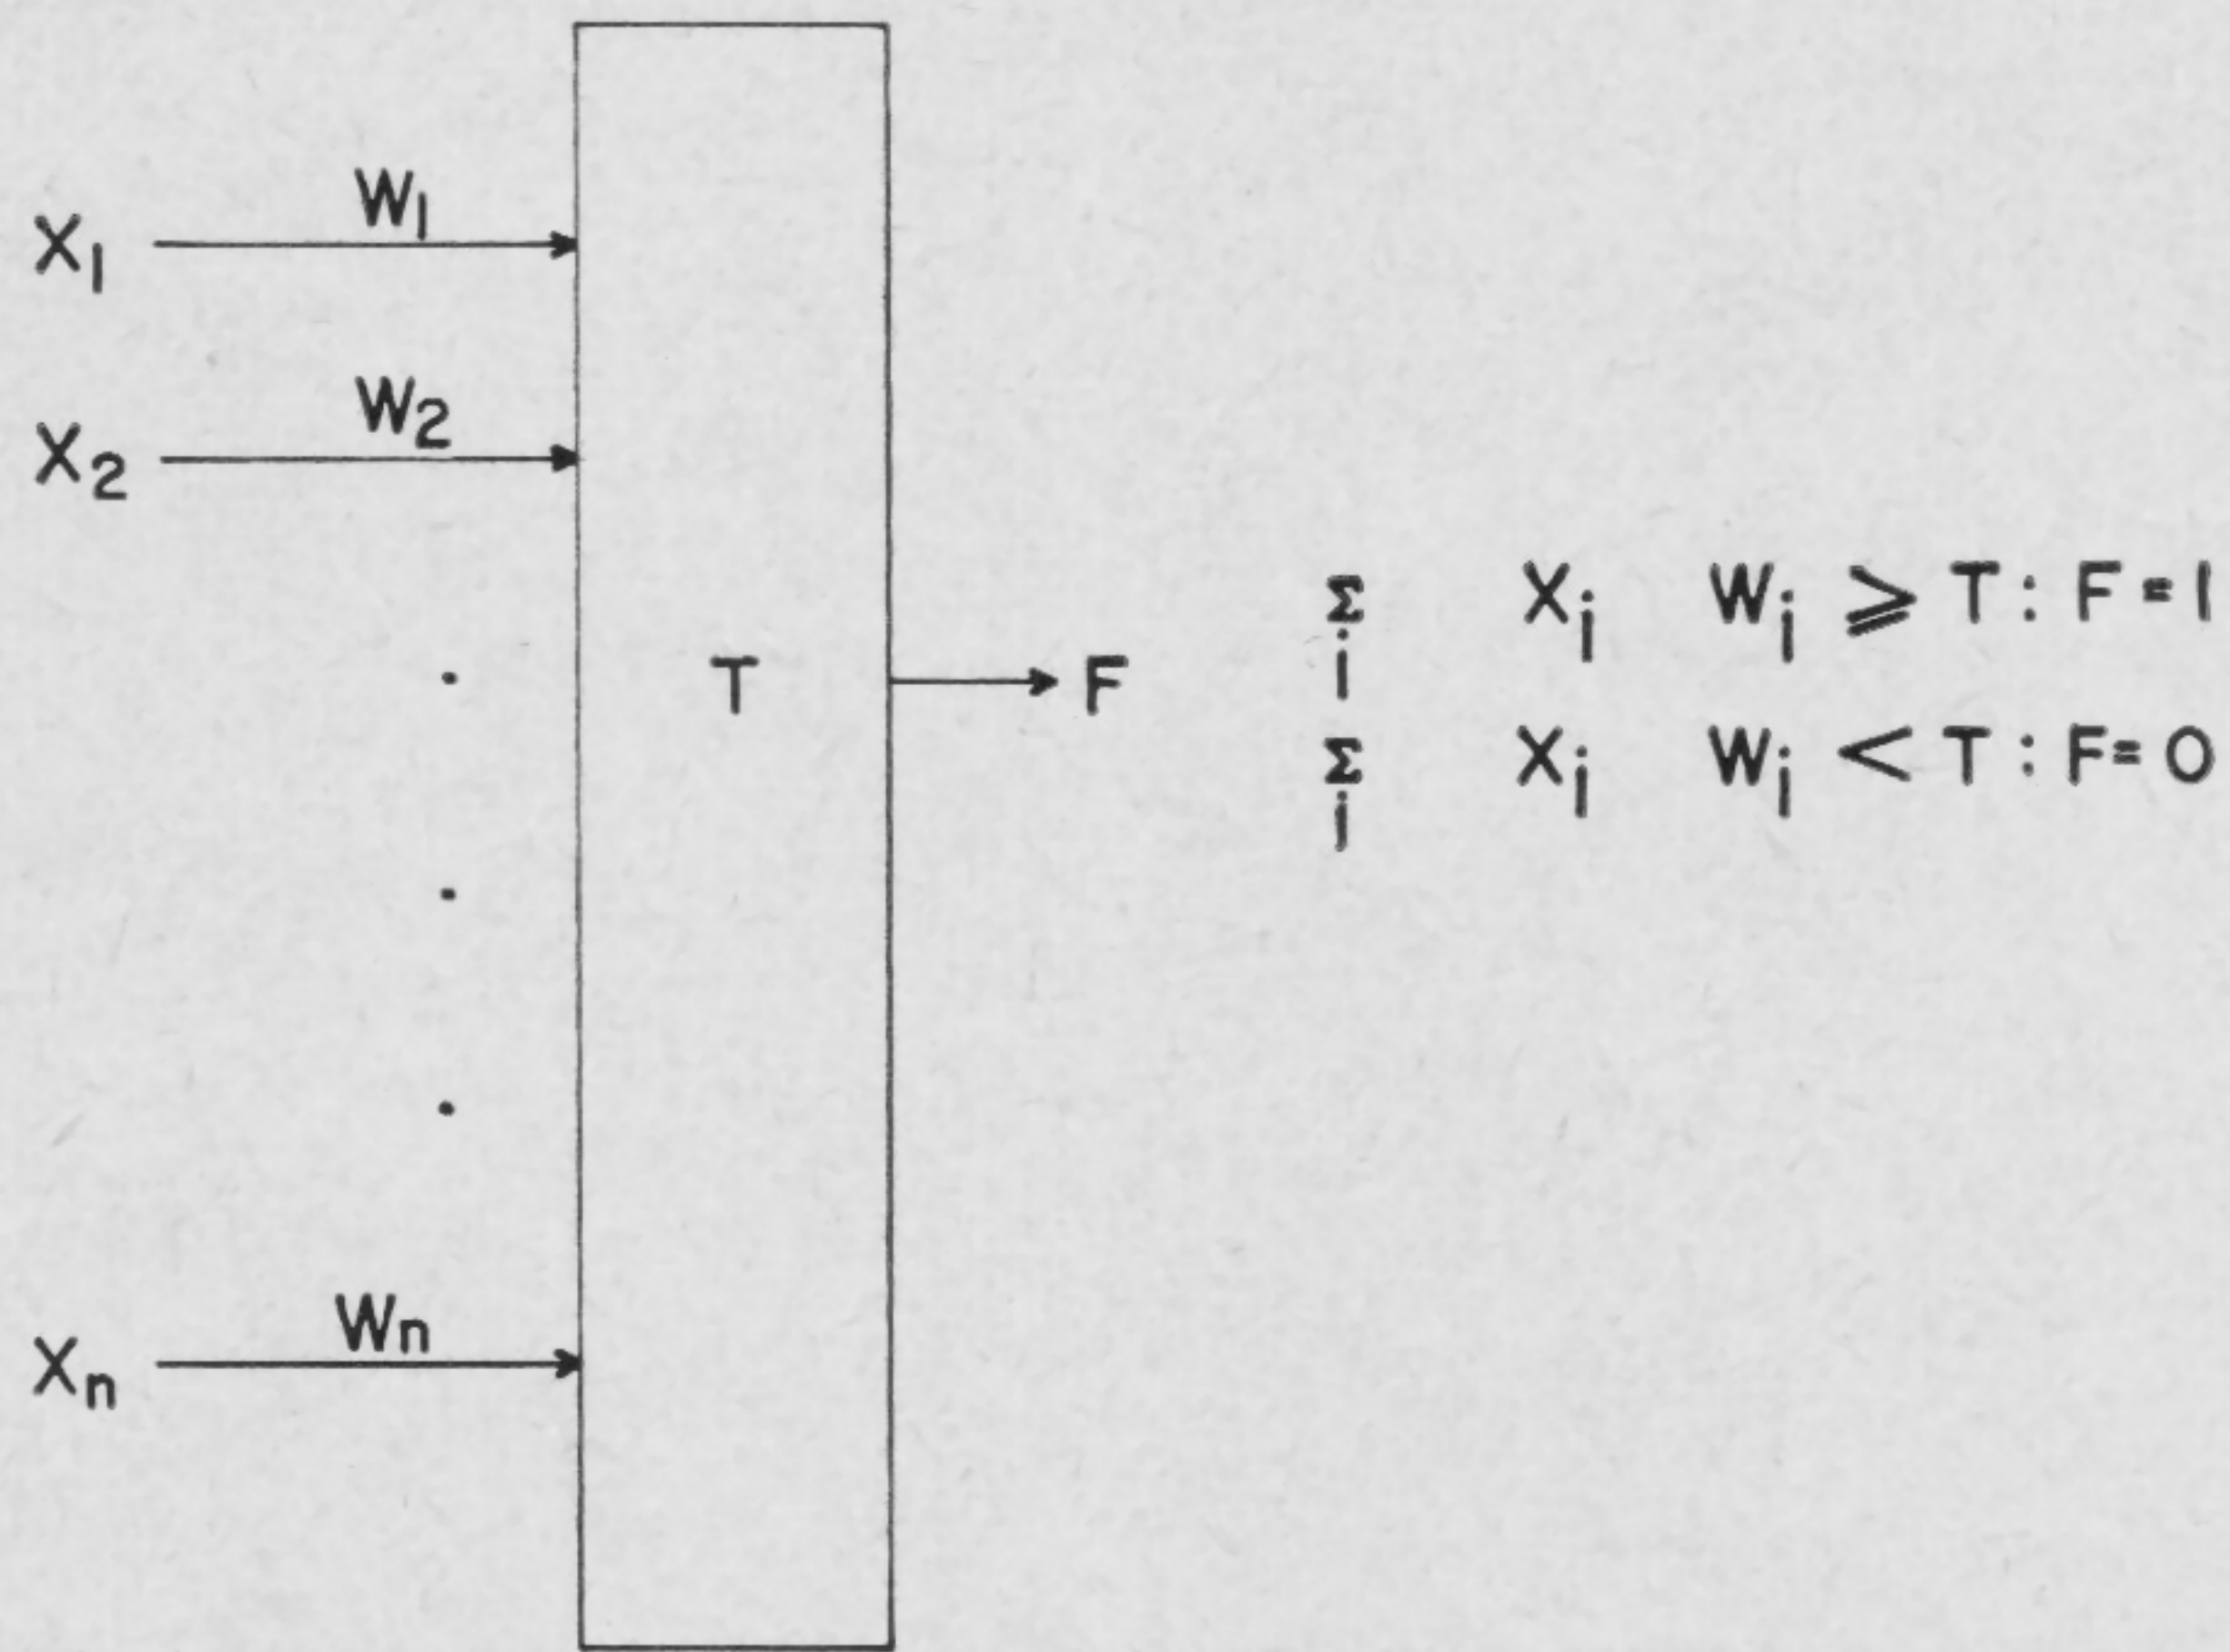 W₁
X₁
W₂
X₂
T
F
Σ Xᵢ Wᵢ ⩾ T : F = 1
i
Σ Xᵢ Wᵢ < T : F = 0
i
Wn
Xn